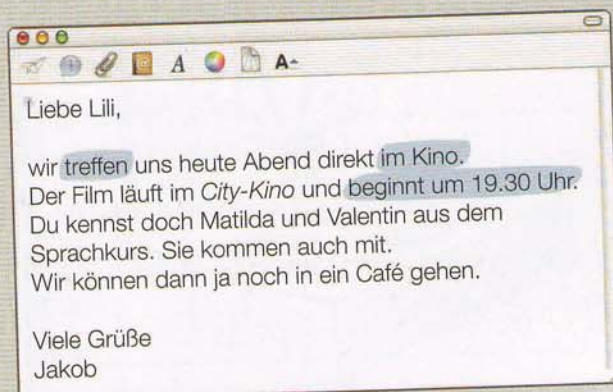 A A
Liebe Lili,
wir treffen uns heute Abend direkt im Kino.
Der Film läuft im City-Kino und beginnt um 19.30 Uhr.
Du kennst doch Matilda und Valentin aus dem
Sprachkurs. Sie kommen auch mit.
Wir können dann ja noch in ein Café gehen.
Viele Grüße
Jakob